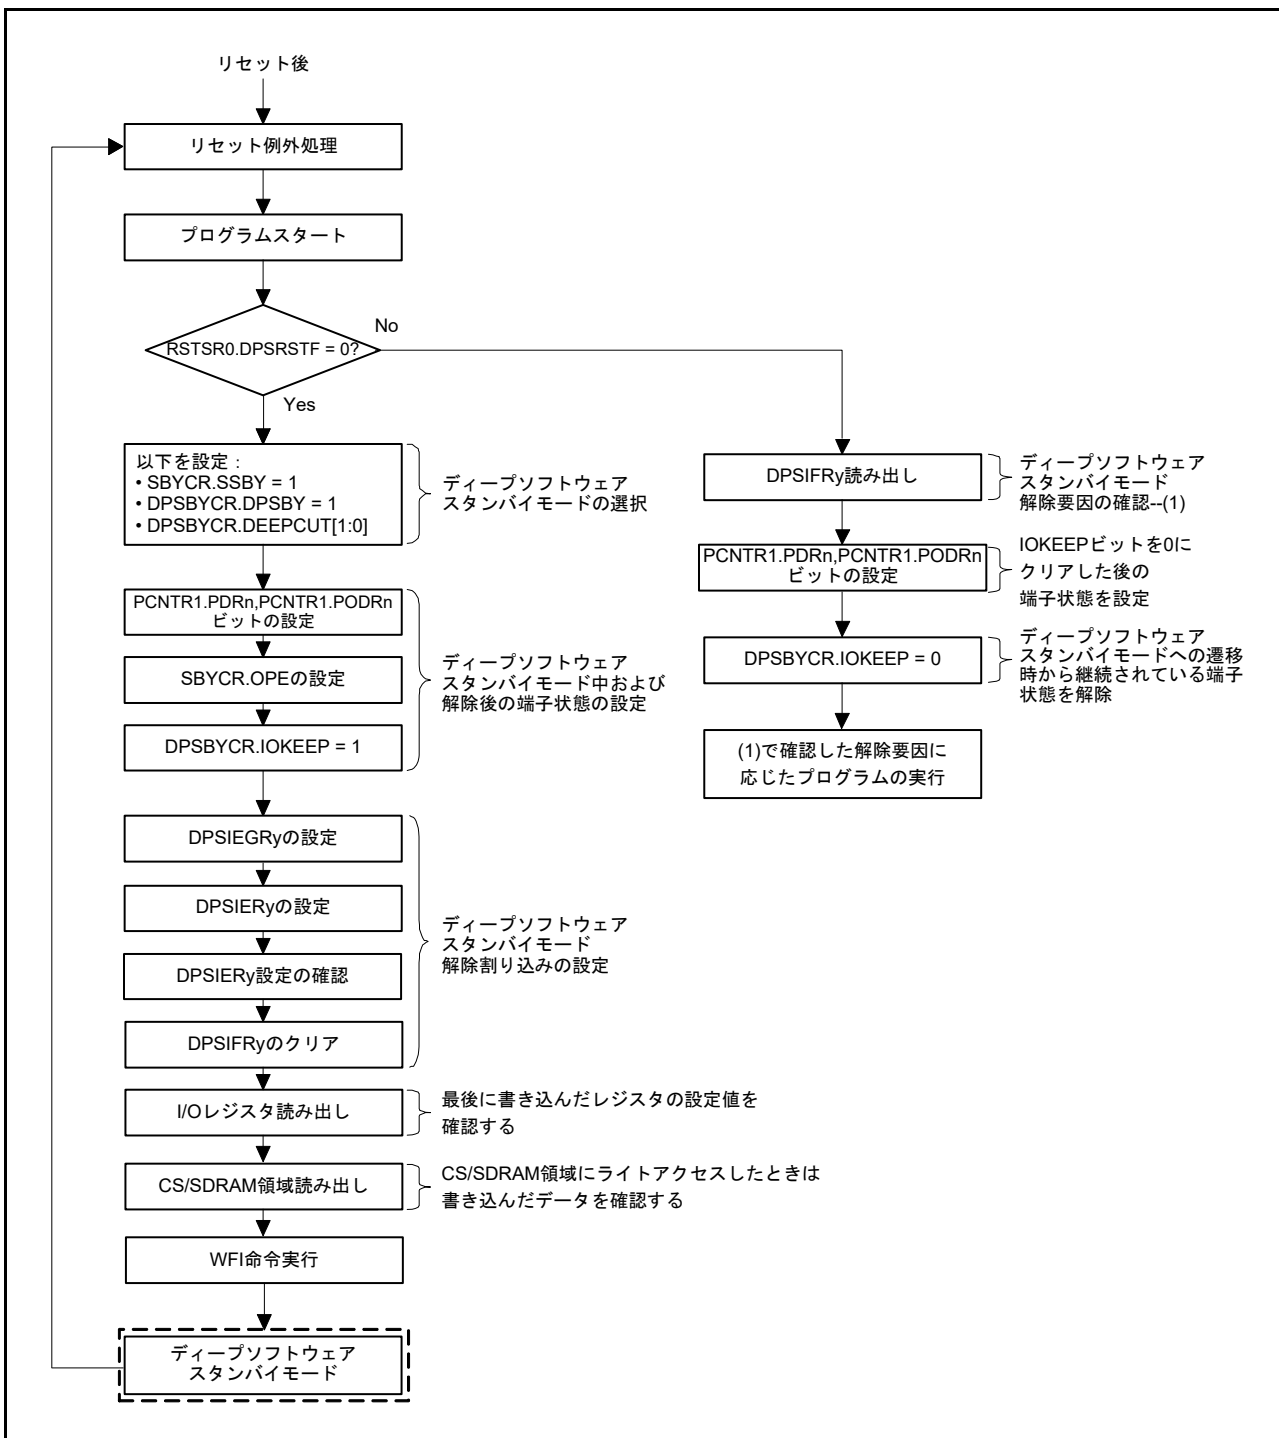 リセット後
リセット例外処理
プログラムスタート
RSTSR0.DPSRSTF = 0?
No
Yes
以下を設定：
• SBYCR.SSBY = 1
• DPSBYCR.DPSBY = 1
• DPSBYCR.DEEPCUT[1:0]
ディープソフトウェア
スタンバイモードの選択
PCNTR1.PDRn,PCNTR1.PODRn
ビットの設定
SBYCR.OPEの設定
DPSBYCR.IOKEEP = 1
ディープソフトウェア
スタンバイモード中および
解除後の端子状態の設定
DPSIEGRyの設定
DPSIERyの設定
DPSIERy設定の確認
DPSIFRyのクリア
ディープソフトウェア
スタンバイモード
解除割り込みの設定
I/Oレジスタ読み出し
最後に書き込んだレジスタの設定値を
確認する
CS/SDRAM領域読み出し
CS/SDRAM領域にライトアクセスしたときは
書き込んだデータを確認する
WFI命令実行
ディープソフトウェア
スタンバイモード
DPSIFRy読み出し
ディープソフトウェア
スタンバイモード
解除要因の確認--(1)
PCNTR1.PDRn,PCNTR1.PODRn
ビットの設定
IOKEEPビットを0に
クリアした後の
端子状態を設定
DPSBYCR.IOKEEP = 0
ディープソフトウェア
スタンバイモードへの遷移
時から継続されている端子
状態を解除
(1)で確認した解除要因に
応じたプログラムの実行